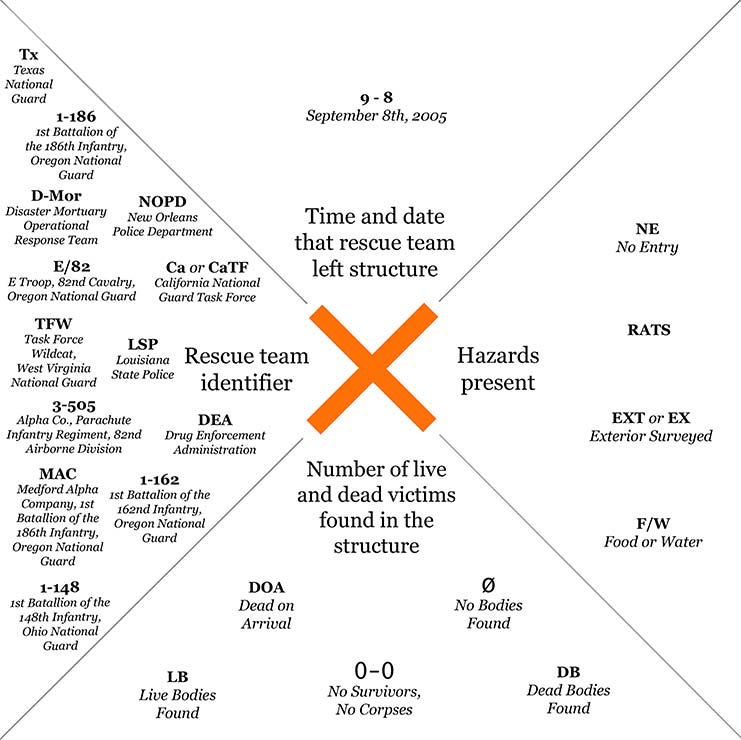 Tx
Texas
National
Guard
1-186
1st Battalion of
the 186th Infantry,
Oregon National
Guard
D-Mor
Disaster Mortuary
Operational
Response Team
NOPD
New Orleans
Police Department
E/82
E Troop, 82nd Cavalry,
Oregon National Guard
Ca or CaTF
California National
Guard Task Force
TFW
Task Force
Wildcat,
West Virginia
National Guard
LSP
Louisiana
State Police
Rescue team
identifier
3-505
Alpha Co., Parachute
Infantry Regiment, 82nd
Airborne Division
DEA
Drug Enforcement
Administration
MAC
Medford Alpha
Company, 1st
Batallion of the
186th Infantry,
Oregon National
Guard
1-162
1st Battalion of the
162nd Infantry,
Oregon National
Guard
1-148
1st Batallion of the
148th Infantry,
Ohio National
Guard
9 - 8
September 8th, 2005
Time and date
that rescue team
left structure
Hazards
present
NE
No Entry
RATS
EXT or EX
Exterior Surveyed
F/W
Food or Water
Number of live
and dead victims
found in the
structure
DOA
Dead on
Arrival
Ø
No Bodies
Found
LB
Live Bodies
Found
0-0
No Survivors,
No Corpses
DB
Dead Bodies
Found